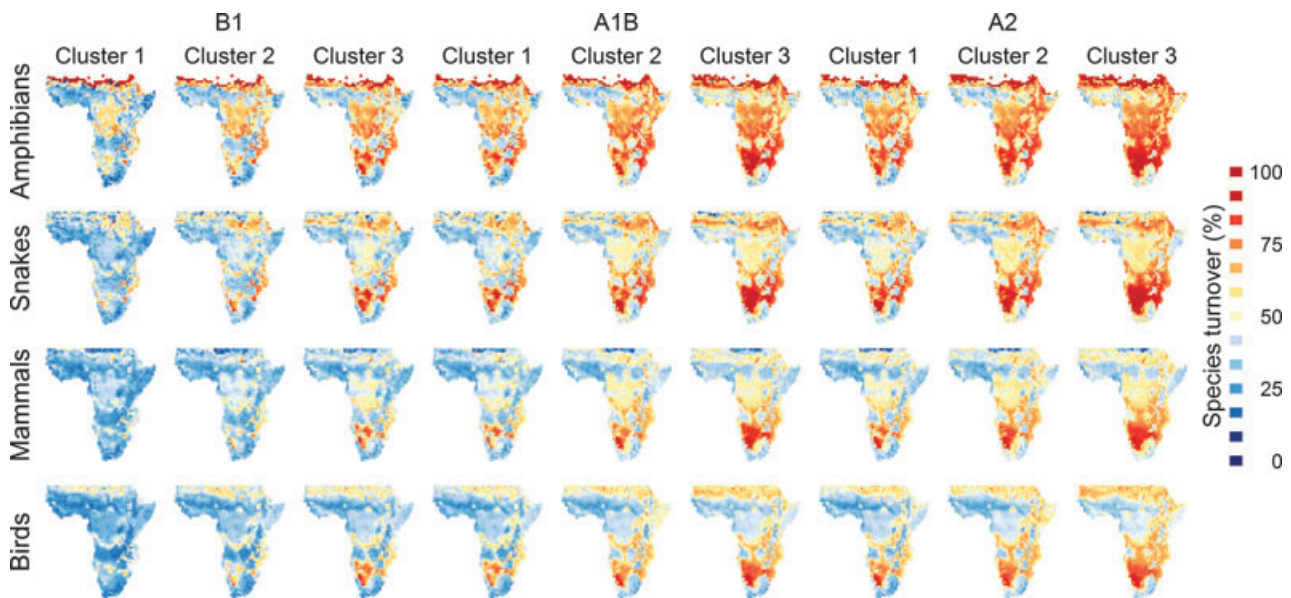 B1 A1B A2
Cluster 1 Cluster 2 Cluster 3 Cluster 1 Cluster 2 Cluster 3 Cluster 1 Cluster 2 Cluster 3
Amphibians
Snakes
Mammals
Birds
Species turnover (%)
100
75
50
25
0